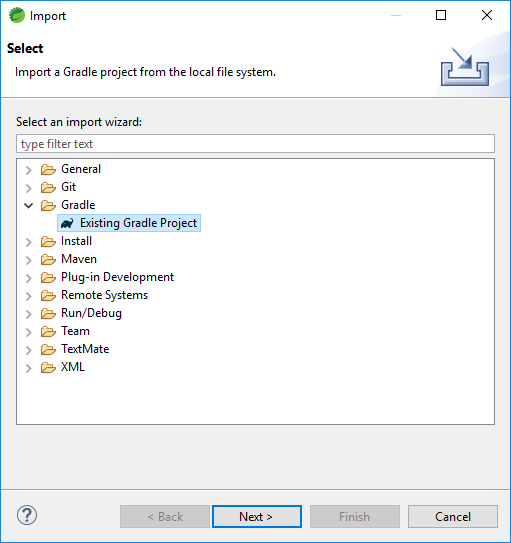 Import
Select
Import a Gradle project from the local file system.
Select an import wizard:
type filter text
General
Git
Gradle
Existing Gradle Project
Install
Maven
Plug-in Development
Remote Systems
Run/Debug
Team
TextMate
XML
? < Back Next > Finish Cancel